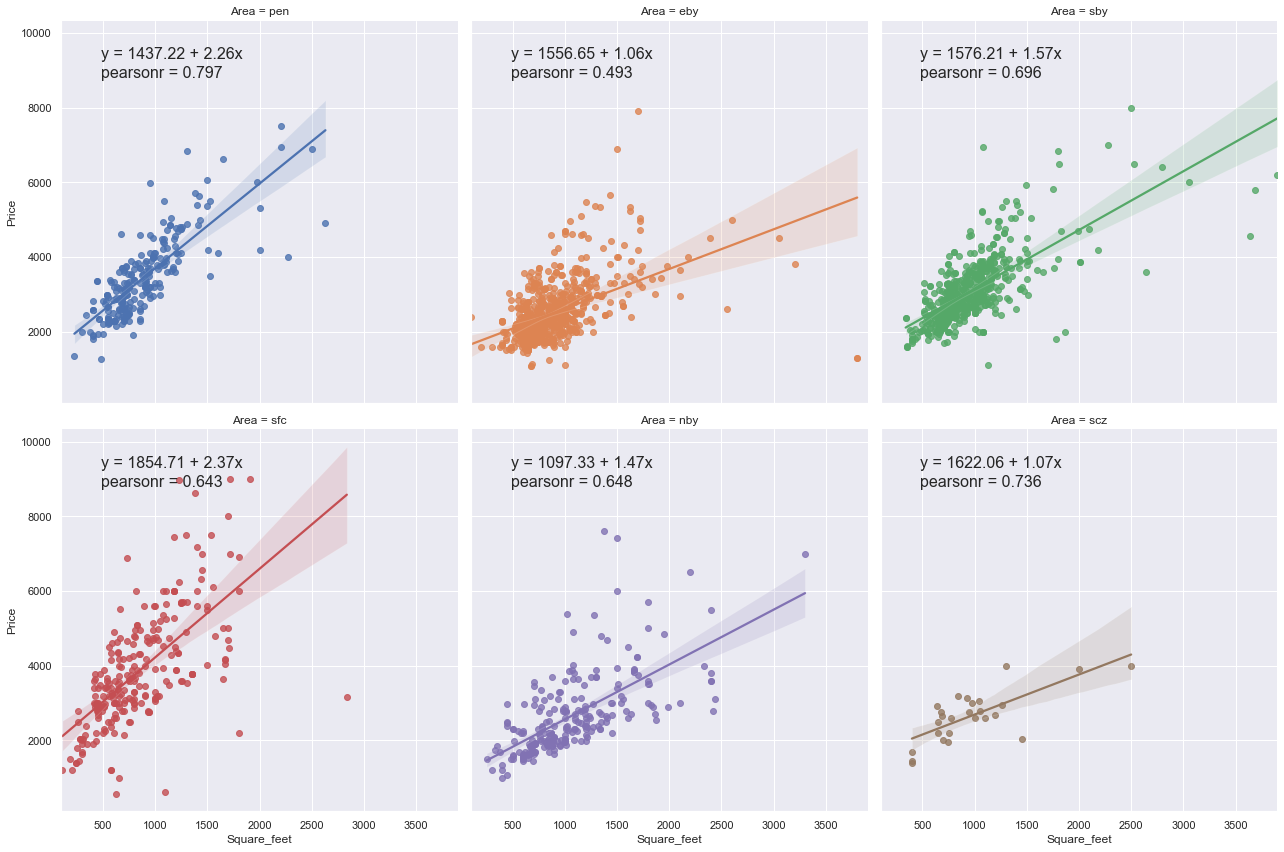 Area = pen
Area = eby
Area = sby
y = 1437.22 + 2.26x
pearsonr = 0.797
y = 1556.65 + 1.06x
pearsonr = 0.493
y = 1576.21 + 1.57x
pearsonr = 0.696
10000
8000
6000
4000
2000
Price
Area = sfc
Area = nby
Area = scz
y = 1854.71 + 2.37x
pearsonr = 0.643
y = 1097.33 + 1.47x
pearsonr = 0.648
y = 1622.06 + 1.07x
pearsonr = 0.736
10000
8000
6000
4000
2000
Price
500 1000 1500 2000 2500 3000 3500
500 1000 1500 2000 2500 3000 3500
500 1000 1500 2000 2500 3000 3500
Square_feet
Square_feet
Square_feet